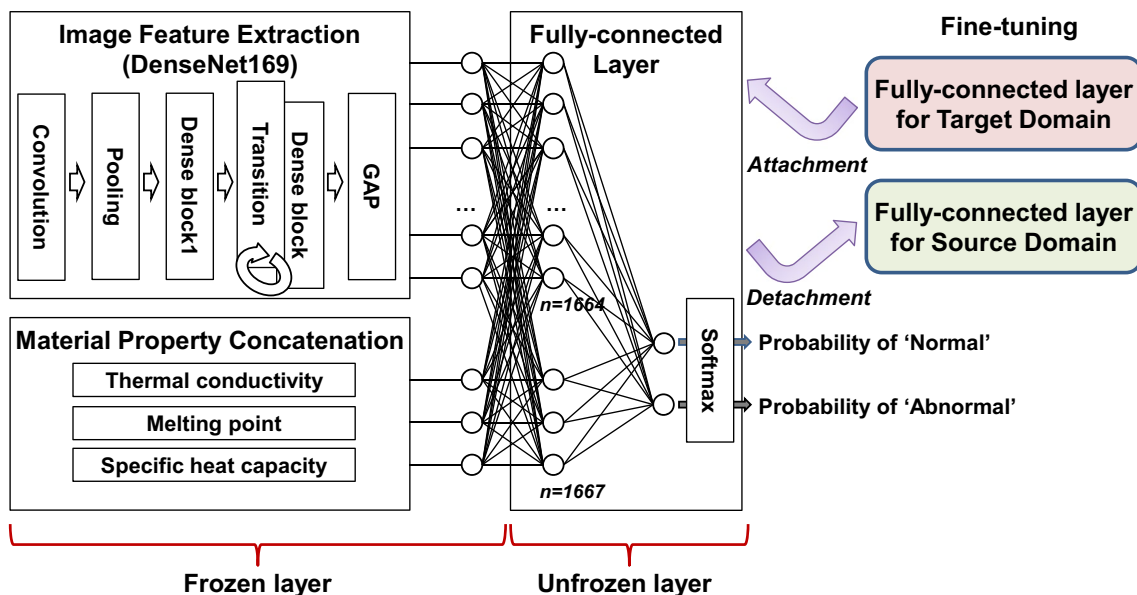 Image Feature Extraction
(DenseNet169)
Convolution
Pooling
Dense block1
Transition
Dense block
GAP
Material Property Concatenation
Thermal conductivity
Melting point
Specific heat capacity
...
Fully-connected
Layer
...
n=1664
n=1667
Softmax
Fine-tuning
Fully-connected layer
for Target Domain
Attachment
Fully-connected layer
for Source Domain
Detachment
Probability of ‘Normal’
Probability of ‘Abnormal’
Frozen layer
Unfrozen layer